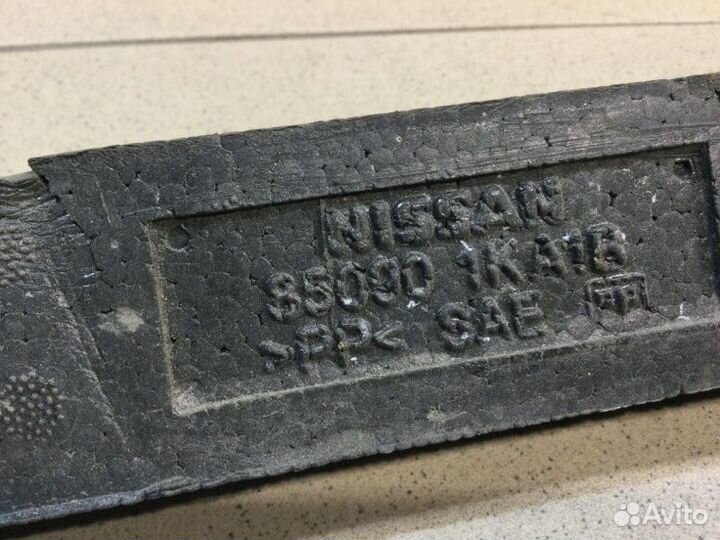 NISSAN
85090 1KA1B
>PP< SAE
Avito